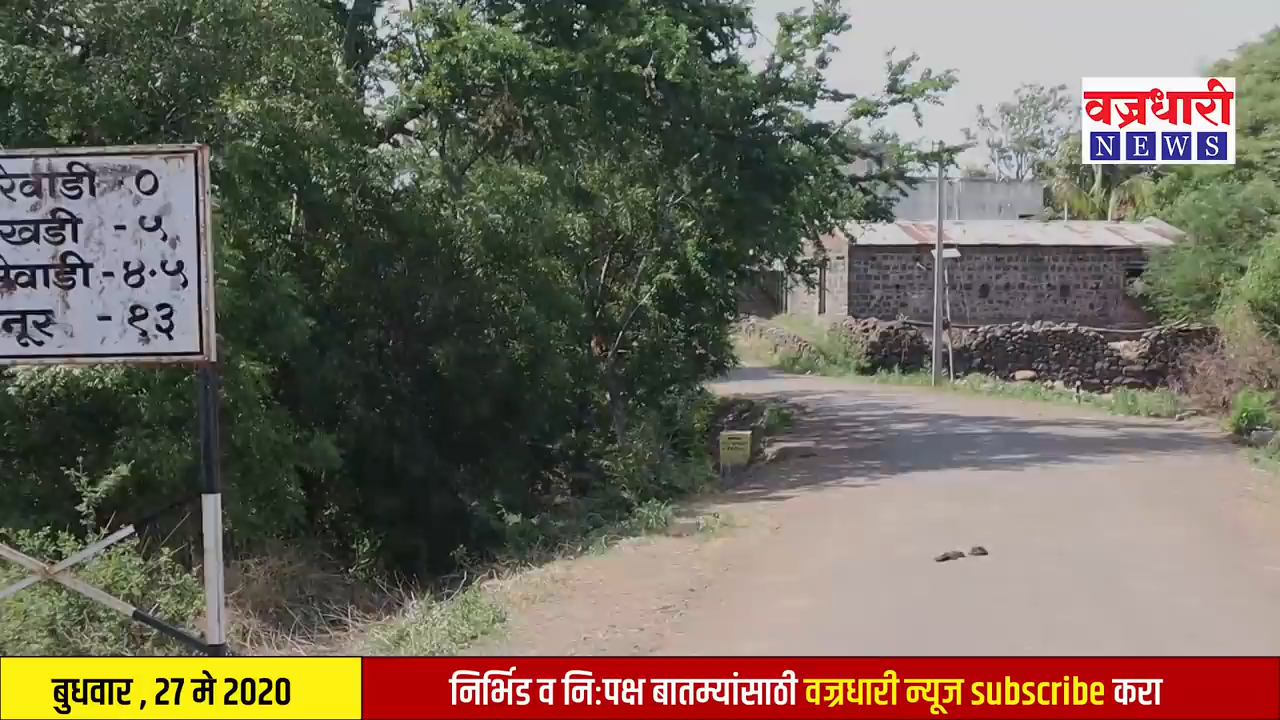 वज्रधारी
NEWS
रेवाडी - ०
खडी - ५
वाडी - ४.५
नूर - १३
बुधवार , 27 मे 2020
निर्भिड व नि:पक्ष बातम्यांसाठी वज्रधारी न्यूज subscribe करा